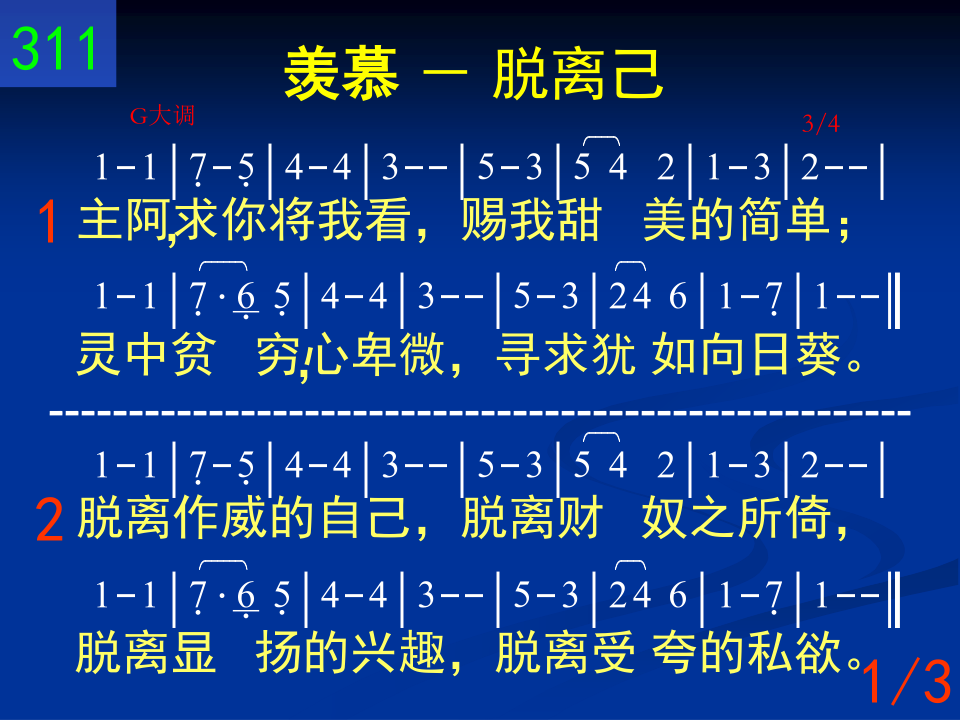 311
羡慕 － 脱离己
G大调
3/4
1-1|7̣-5̣|4-4|3--|5-3|5 4 2|1-3|2--|
1 主阿,求你将我看，赐我甜 美的简单；
1-1|7̣·6̣ 5̣|4-4|3--|5-3|24 6|1-7̣|1--‖
灵中贫 穷,心卑微，寻求犹 如向日葵。
------------------------------------------------------
1-1|7̣-5̣|4-4|3--|5-3|5 4 2|1-3|2--|
2 脱离作威的自己，脱离财 奴之所倚，
1-1|7̣·6̣ 5̣|4-4|3--|5-3|24 6|1-7̣|1--‖
脱离显 扬的兴趣，脱离受 夸的私欲。
1/3